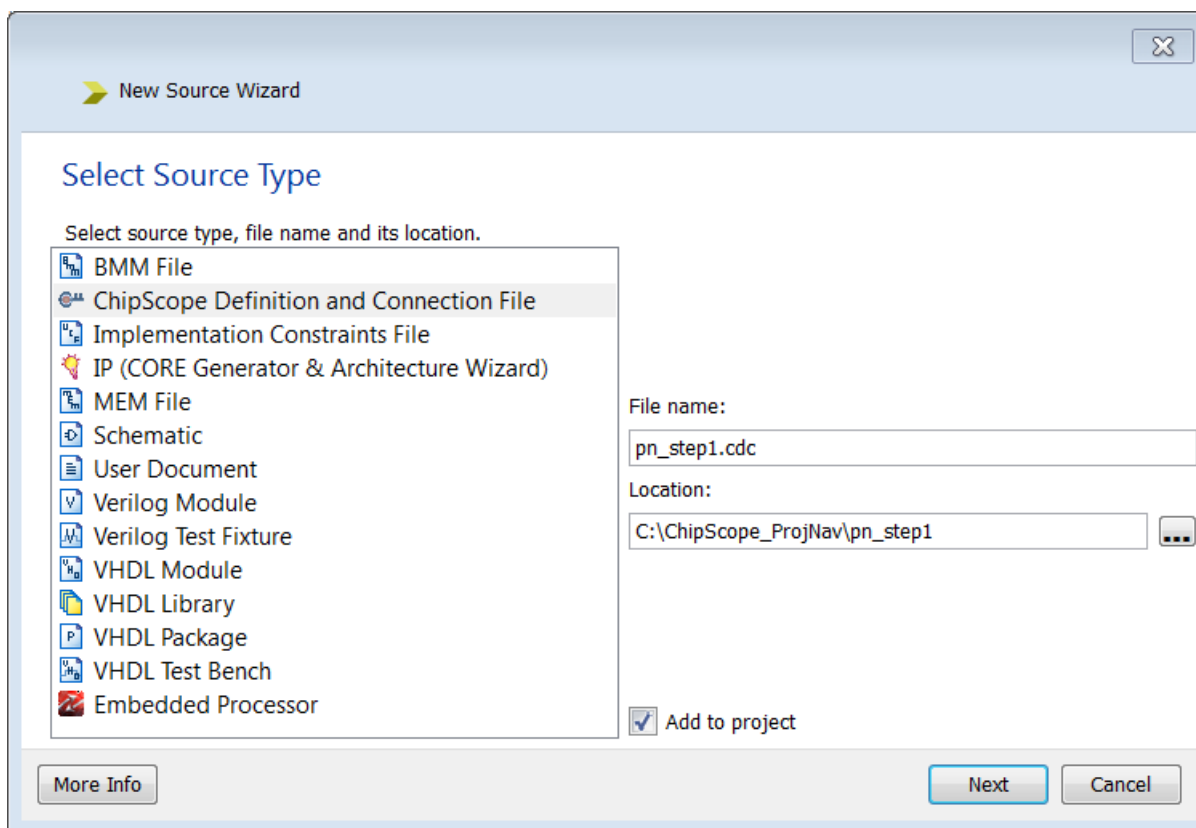 New Source Wizard
Select Source Type
Select source type, file name and its location.
BMM File
ChipScope Definition and Connection File
Implementation Constraints File
IP (CORE Generator & Architecture Wizard)
MEM File
Schematic
User Document
Verilog Module
Verilog Test Fixture
VHDL Module
VHDL Library
VHDL Package
VHDL Test Bench
Embedded Processor
File name:
pn_step1.cdc
Location:
C:\ChipScope_ProjNav\pn_step1
...
Add to project
More Info
Next
Cancel